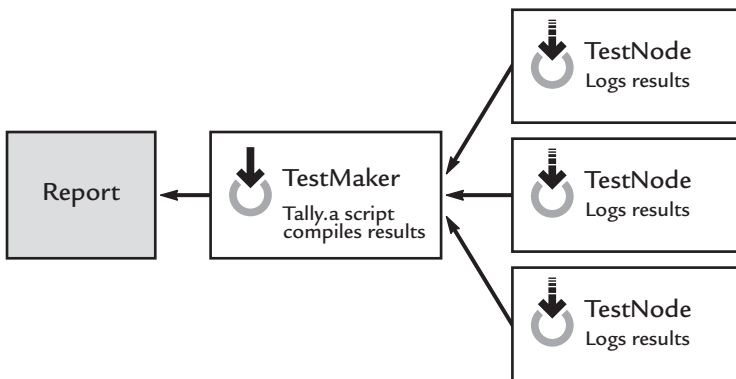 Report
TestMaker
Tally.a script
compiles results
TestNode
Logs results
TestNode
Logs results
TestNode
Logs results